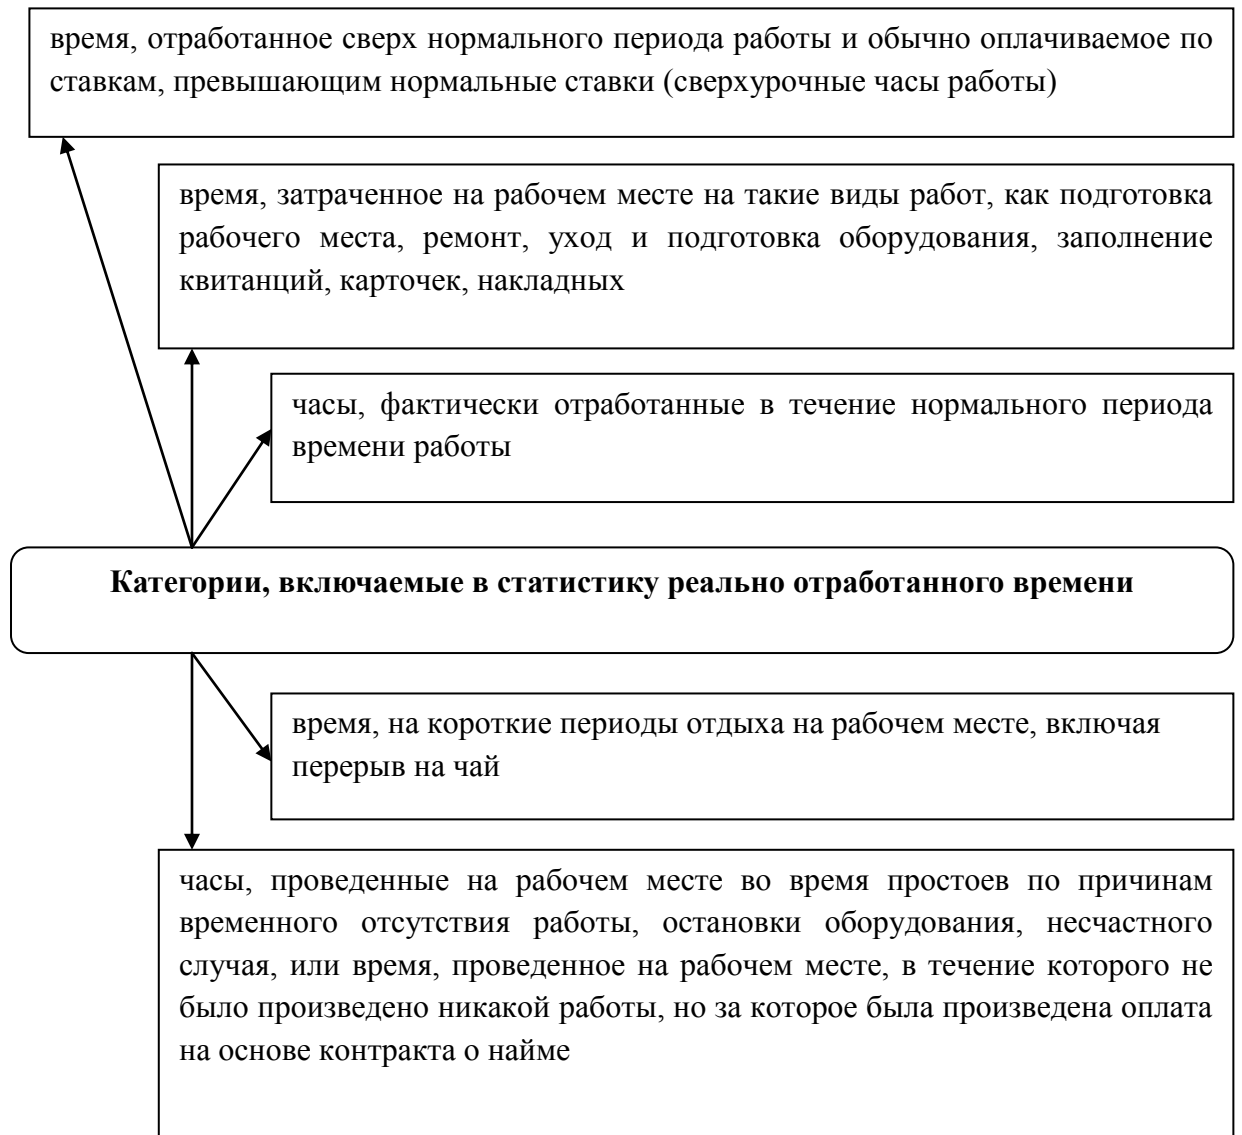 время, отработанное сверх нормального периода работы и обычно оплачиваемое по
ставкам, превышающим нормальные ставки (сверхурочные часы работы)
время, затраченное на рабочем месте на такие виды работ, как подготовка
рабочего места, ремонт, уход и подготовка оборудования, заполнение
квитанций, карточек, накладных
часы, фактически отработанные в течение нормального периода
времени работы
Категории, включаемые в статистику реально отработанного времени
время, на короткие периоды отдыха на рабочем месте, включая
перерыв на чай
часы, проведенные на рабочем месте во время простоев по причинам
временного отсутствия работы, остановки оборудования, несчастного
случая, или время, проведенное на рабочем месте, в течение которого не
было произведено никакой работы, но за которое была произведена оплата
на основе контракта о найме